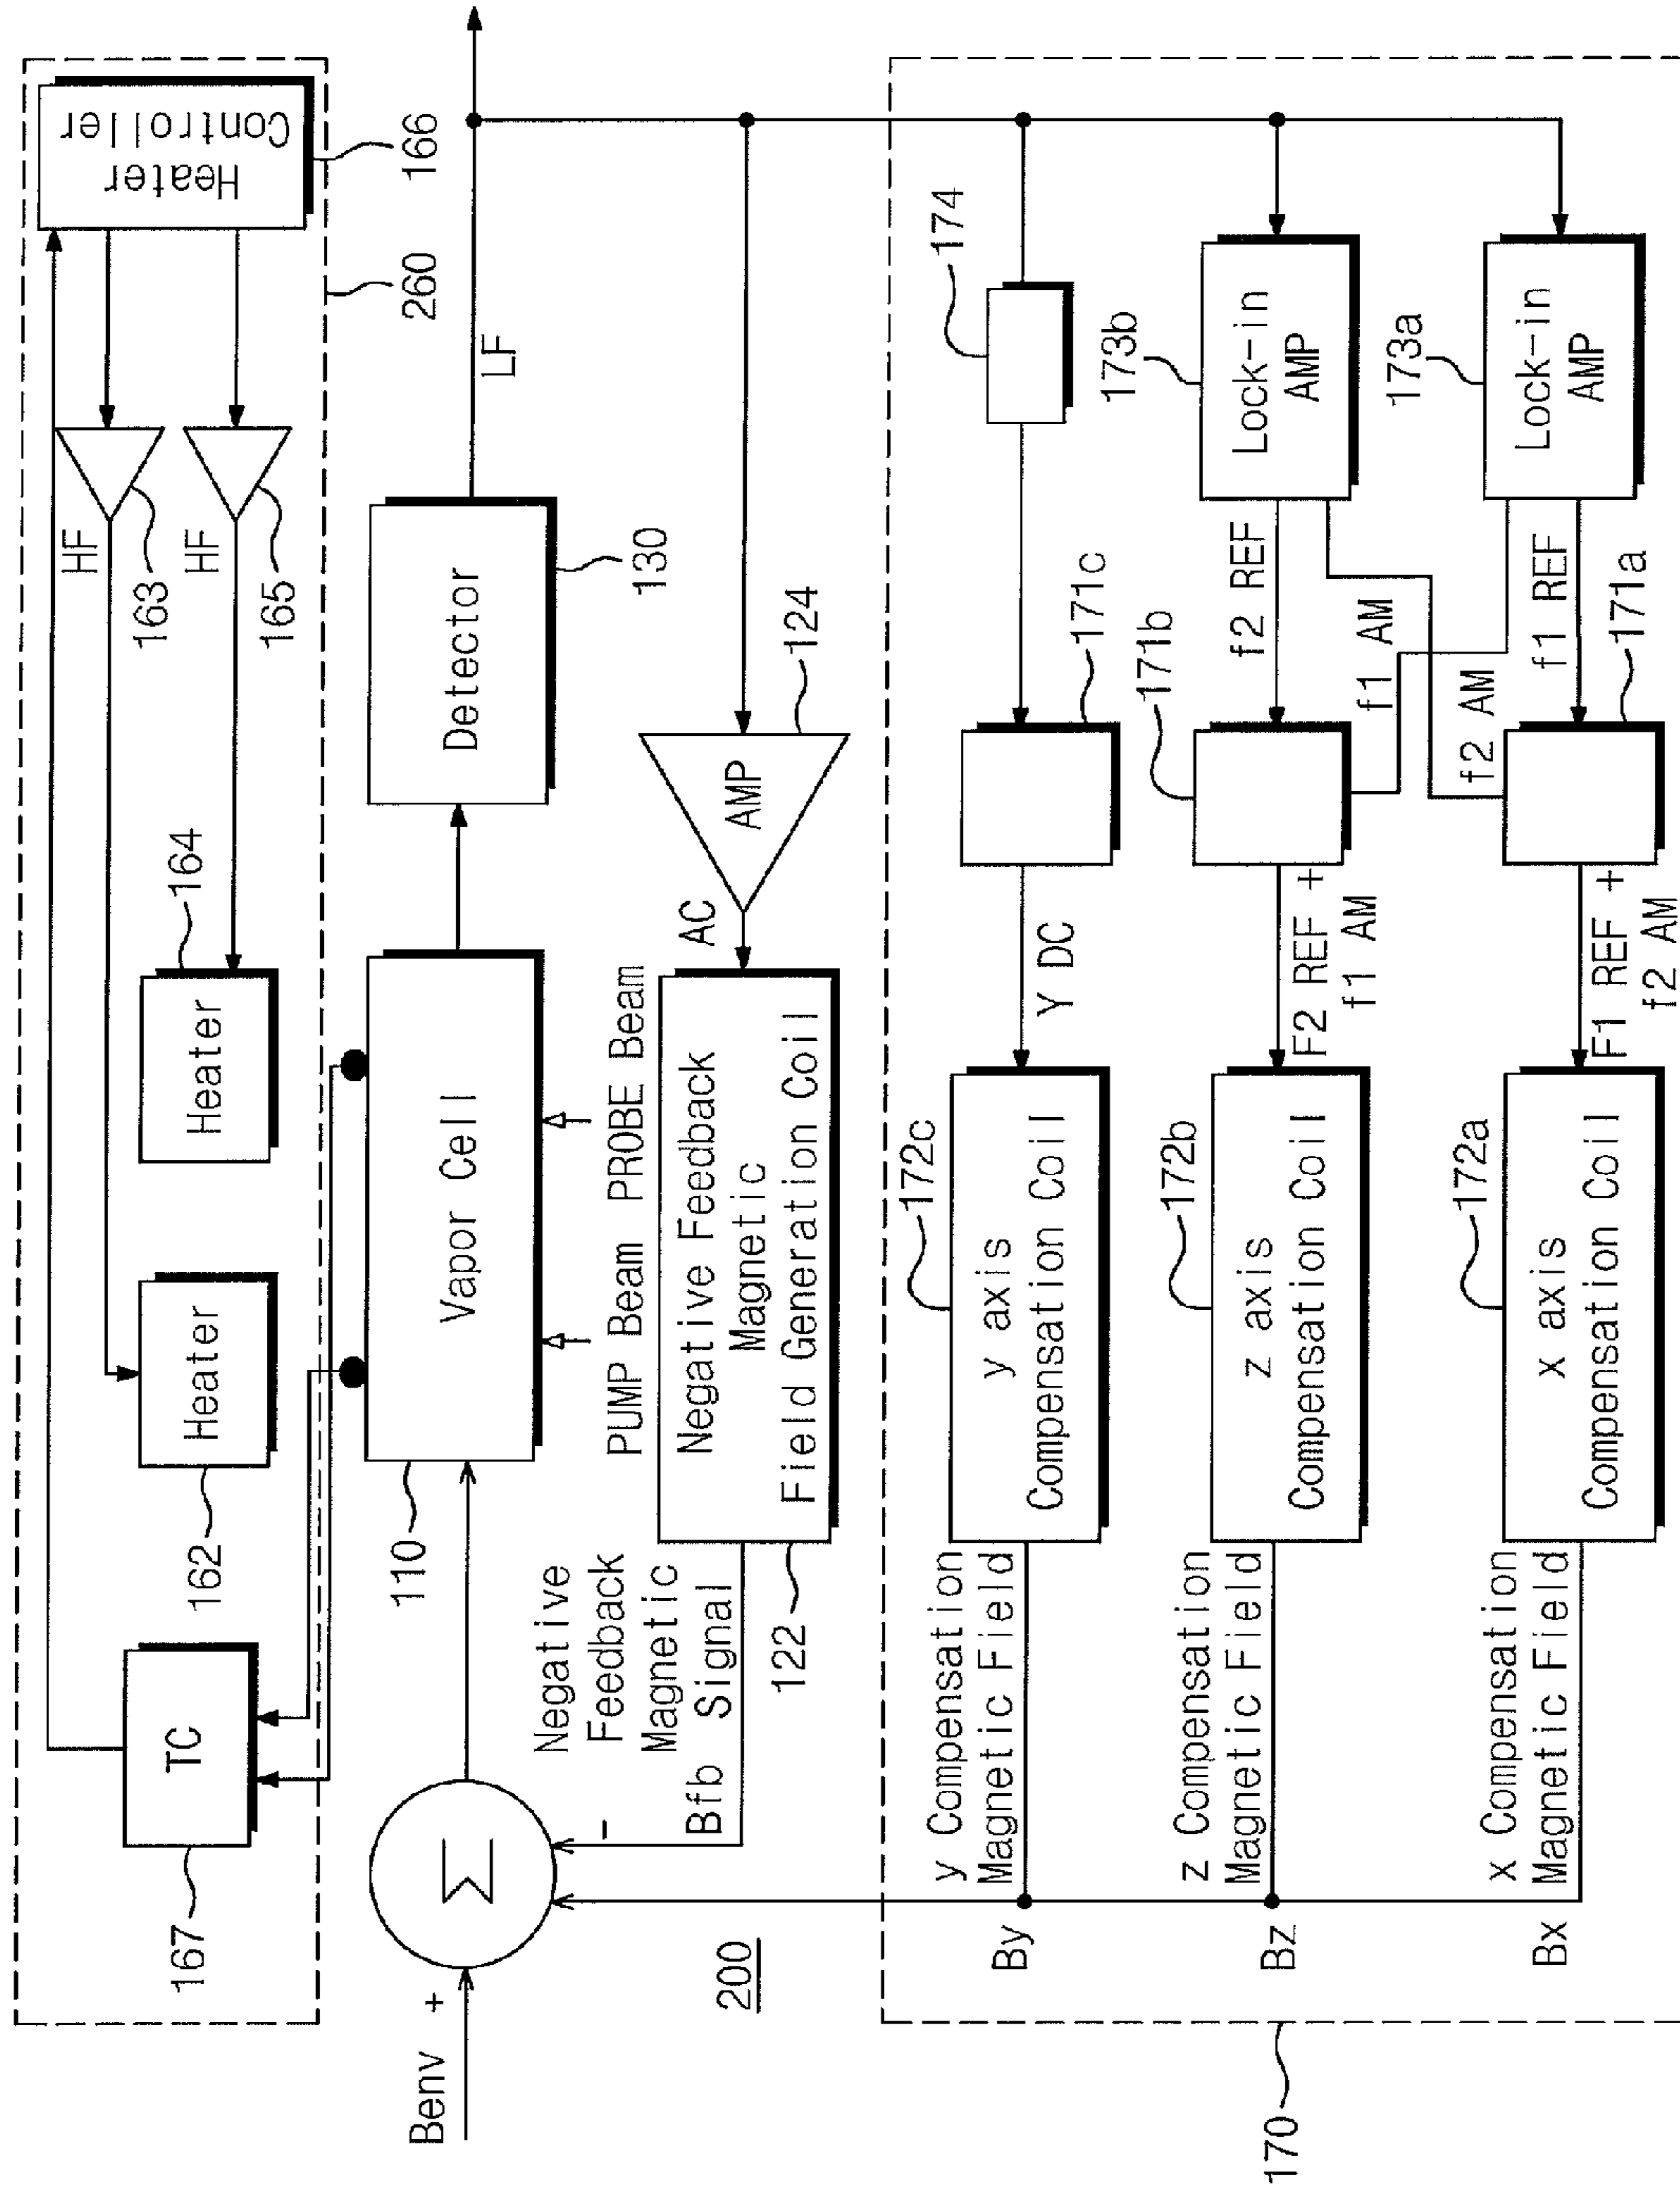 Heater
Controller
166
260
HF
163
HF
165
Heater
164
Heater
162
TC
167
Benv
+
Σ
-
Vapor Cell
110
PUMP Beam
PROBE Beam
Detector
130
LF
Negative
Feedback
Magnetic
Bfb Signal
Negative Feedback
Magnetic
Field Generation Coil
122
AC
AMP
124
200
y Compensation
Magnetic Field
By
y axis
Compensation Coil
172c
Y DC
171c
174
z Compensation
Magnetic Field
Bz
z axis
Compensation Coil
172b
F2 REF +
f1 AM
171b
f2 REF
Lock-in
AMP
173b
f1 AM
f2 AM
x Compensation
Magnetic Field
Bx
x axis
Compensation Coil
172a
F1 REF +
f2 AM
171a
f1 REF
Lock-in
AMP
173a
170